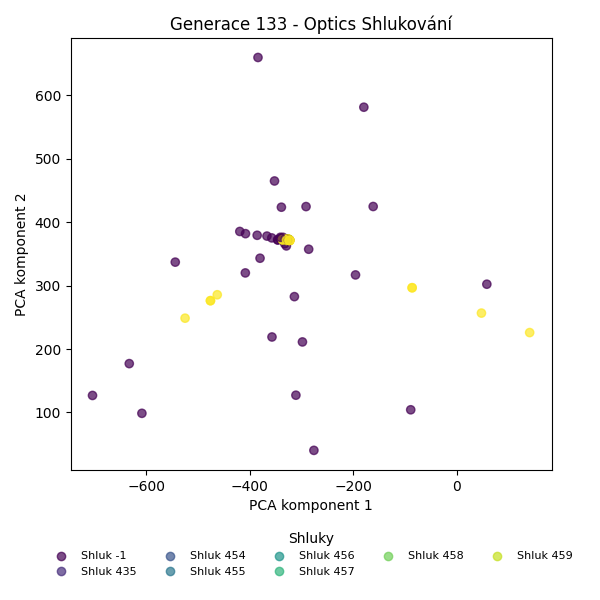 Generace 133 - Optics Shlukování
600
500
400
300
200
100
PCA komponent 2
−600 −400 −200 0
PCA komponent 1
Shluky
Shluk -1 Shluk 454 Shluk 456 Shluk 458 Shluk 459
Shluk 435 Shluk 455 Shluk 457